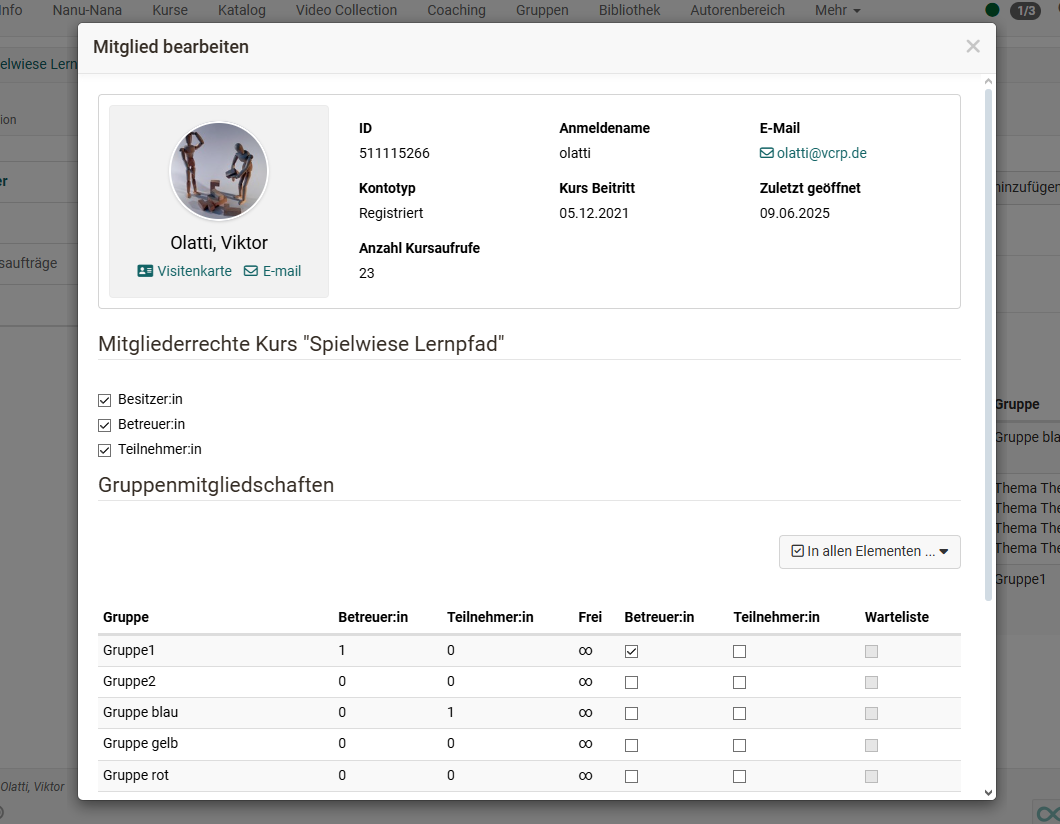 Info Nanu-Nana Kurse Katalog Video Collection Coaching Gruppen Bibliothek Autorenbereich Mehr 1/3
Mitglied bearbeiten
elwiese Lern
ion
er
hinzufügen
saufträge
ID Anmeldename E-Mail
511115266 olatti olatti@vcrp.de
Kontotyp Kurs Beitritt Zuletzt geöffnet
Registriert 05.12.2021 09.06.2025
Anzahl Kursaufrufe
23
Olatti, Viktor
Visitenkarte E-mail
Mitgliederrechte Kurs "Spielwiese Lernpfad"
Besitzer:in
Betreuer:in
Teilnehmer:in
Gruppe
Gruppe bla
Thema The
Thema The
Thema The
Thema The
Gruppe1
Gruppenmitgliedschaften
In allen Elementen ...
Gruppe Betreuer:in Teilnehmer:in Frei Betreuer:in Teilnehmer:in Warteliste
Gruppe1 1 0 ∞
Gruppe2 0 0 ∞
Gruppe blau 0 1 ∞
Gruppe gelb 0 0 ∞
Gruppe rot 0 0 ∞
Olatti, Viktor